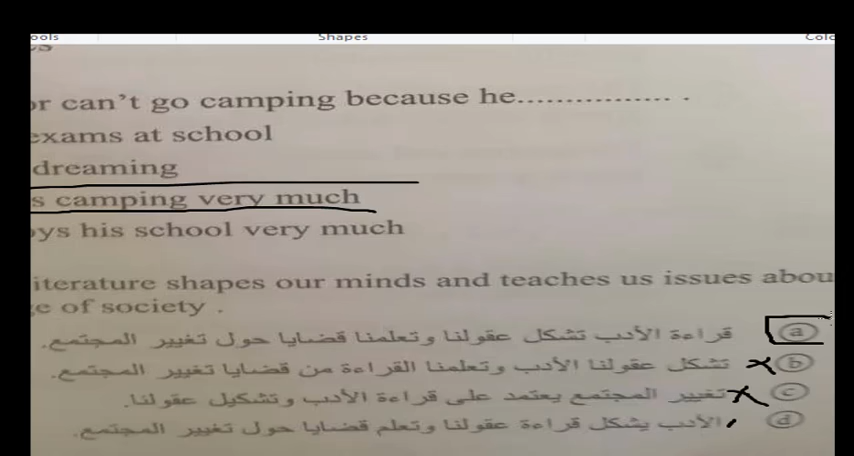 ools Shapes Colo
or can't go camping because he................ .
exams at school
dreaming
s camping very much
oys his school very much
iterature shapes our minds and teaches us issues abou
ge of society .
a قراءة الأدب تشكل عقولنا وتعلمنا قضايا حول تغيير المجتمع.
b تشكل عقولنا الأدب وتعلمنا القراءة من قضايا تغيير المجتمع.
c تغيير المجتمع يعتمد على قراءة الأدب وتشكيل عقولنا.
d الأدب يشكل قراءة عقولنا وتعلم قضايا حول تغيير المجتمع.